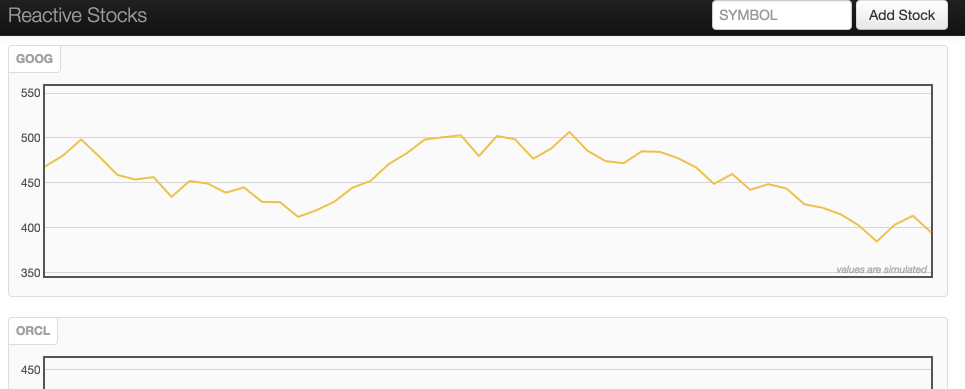 Reactive Stocks
SYMBOL
Add Stock
GOOG
550
500
450
400
350
values are simulated
ORCL
450